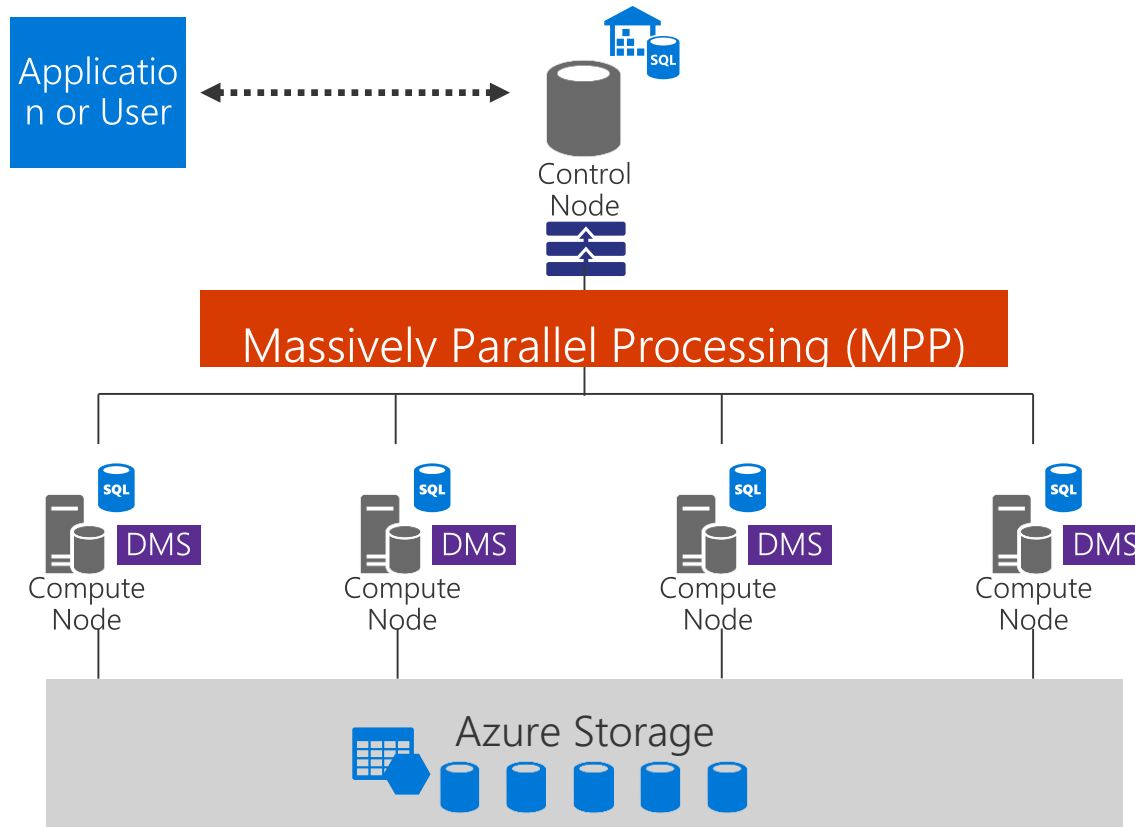 Applicatio
n or User
SQL
Control
Node
Massively Parallel Processing (MPP)
SQL
DMS
Compute
Node
SQL
DMS
Compute
Node
SQL
DMS
Compute
Node
SQL
DMS
Compute
Node
Azure Storage